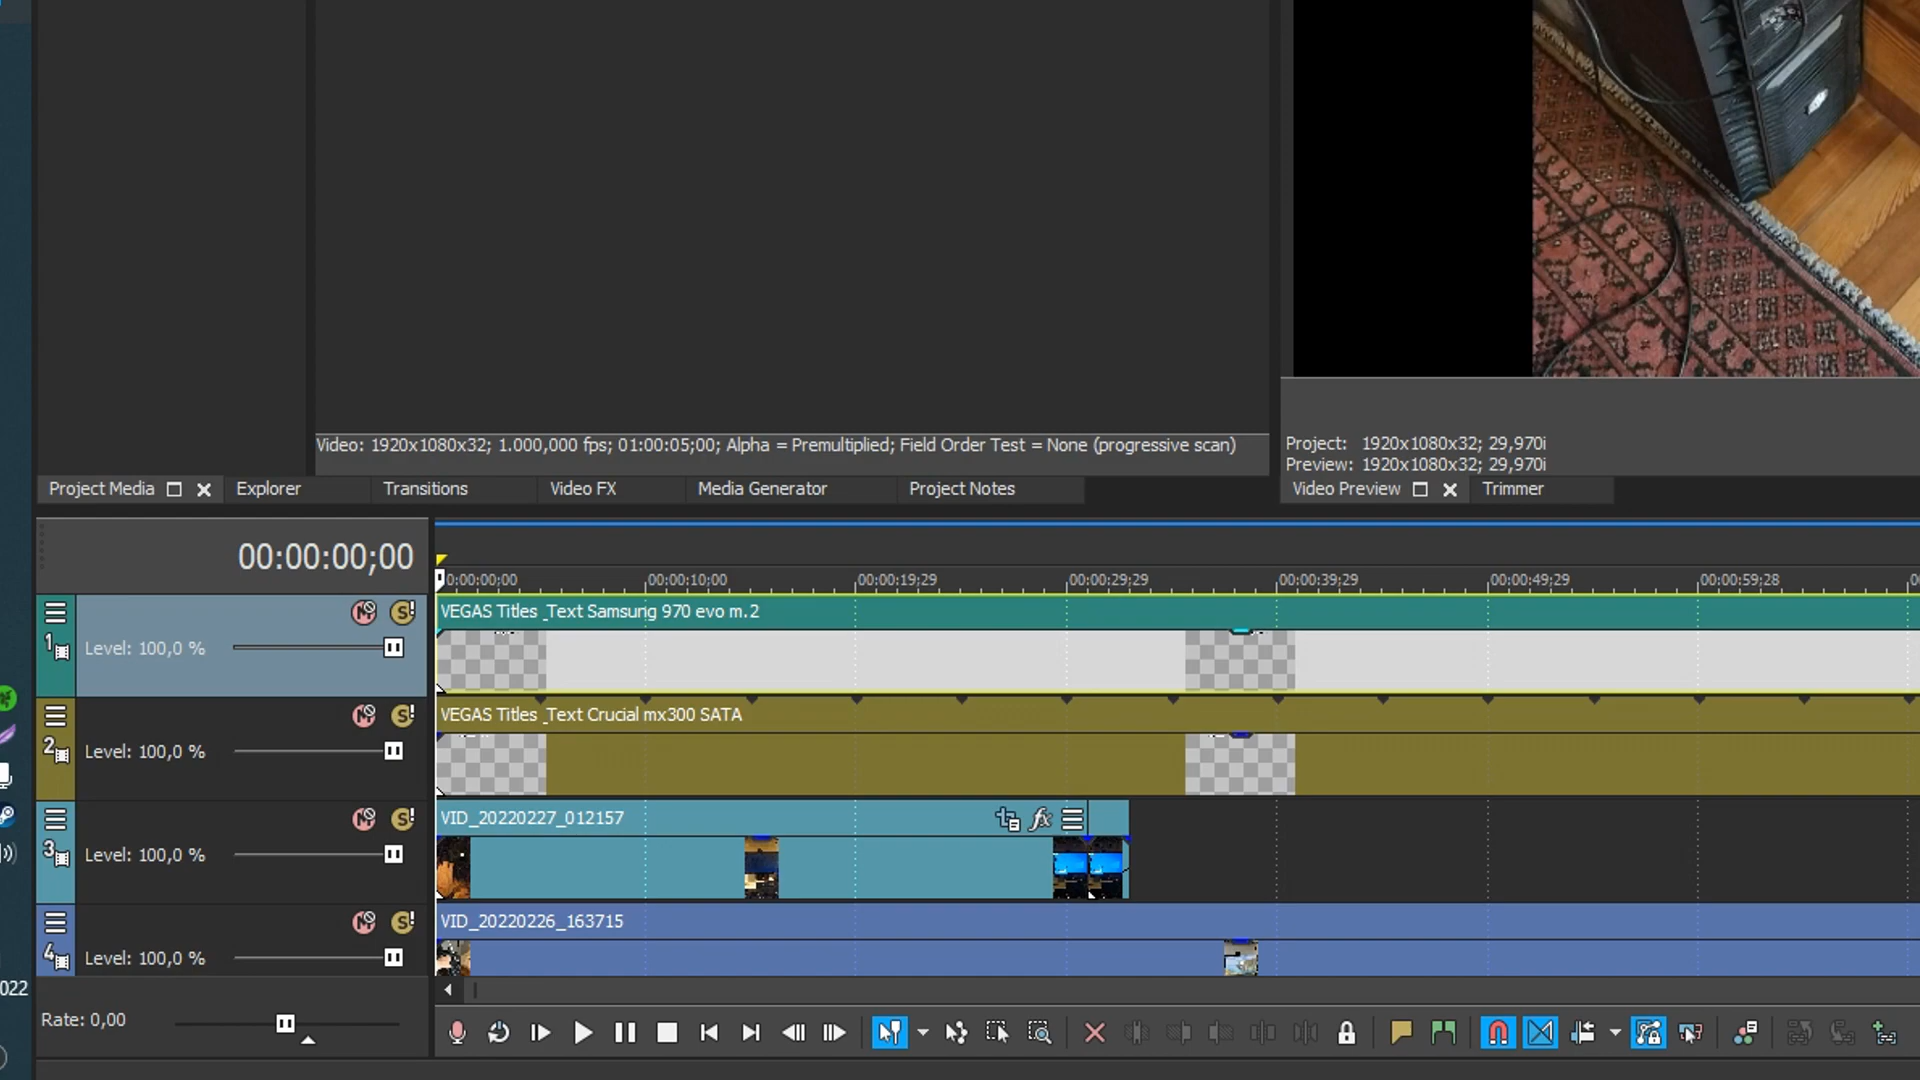 Video: 1920x1080x32; 1.000,000 fps; 01:00:05;00; Alpha = Premultiplied; Field Order Test = None (progressive scan)
Project: 1920x1080x32; 29,970i
Preview: 1920x1080x32; 29,970i
Project Media Explorer Transitions Video FX Media Generator Project Notes Video Preview Trimmer
00:00:00;00
0:00:00;00 00:00:10;00 00:00:19;29 00:00:29;29 00:00:39;29 00:00:49;29 00:00:59;28
VEGAS Titles _Text Samsung 970 evo m.2
1 Level: 100,0 %
VEGAS Titles _Text Crucial mx300 SATA
2 Level: 100,0 %
VID_20220227_012157
3 Level: 100,0 %
VID_20220226_163715
4 Level: 100,0 %
022
Rate: 0,00